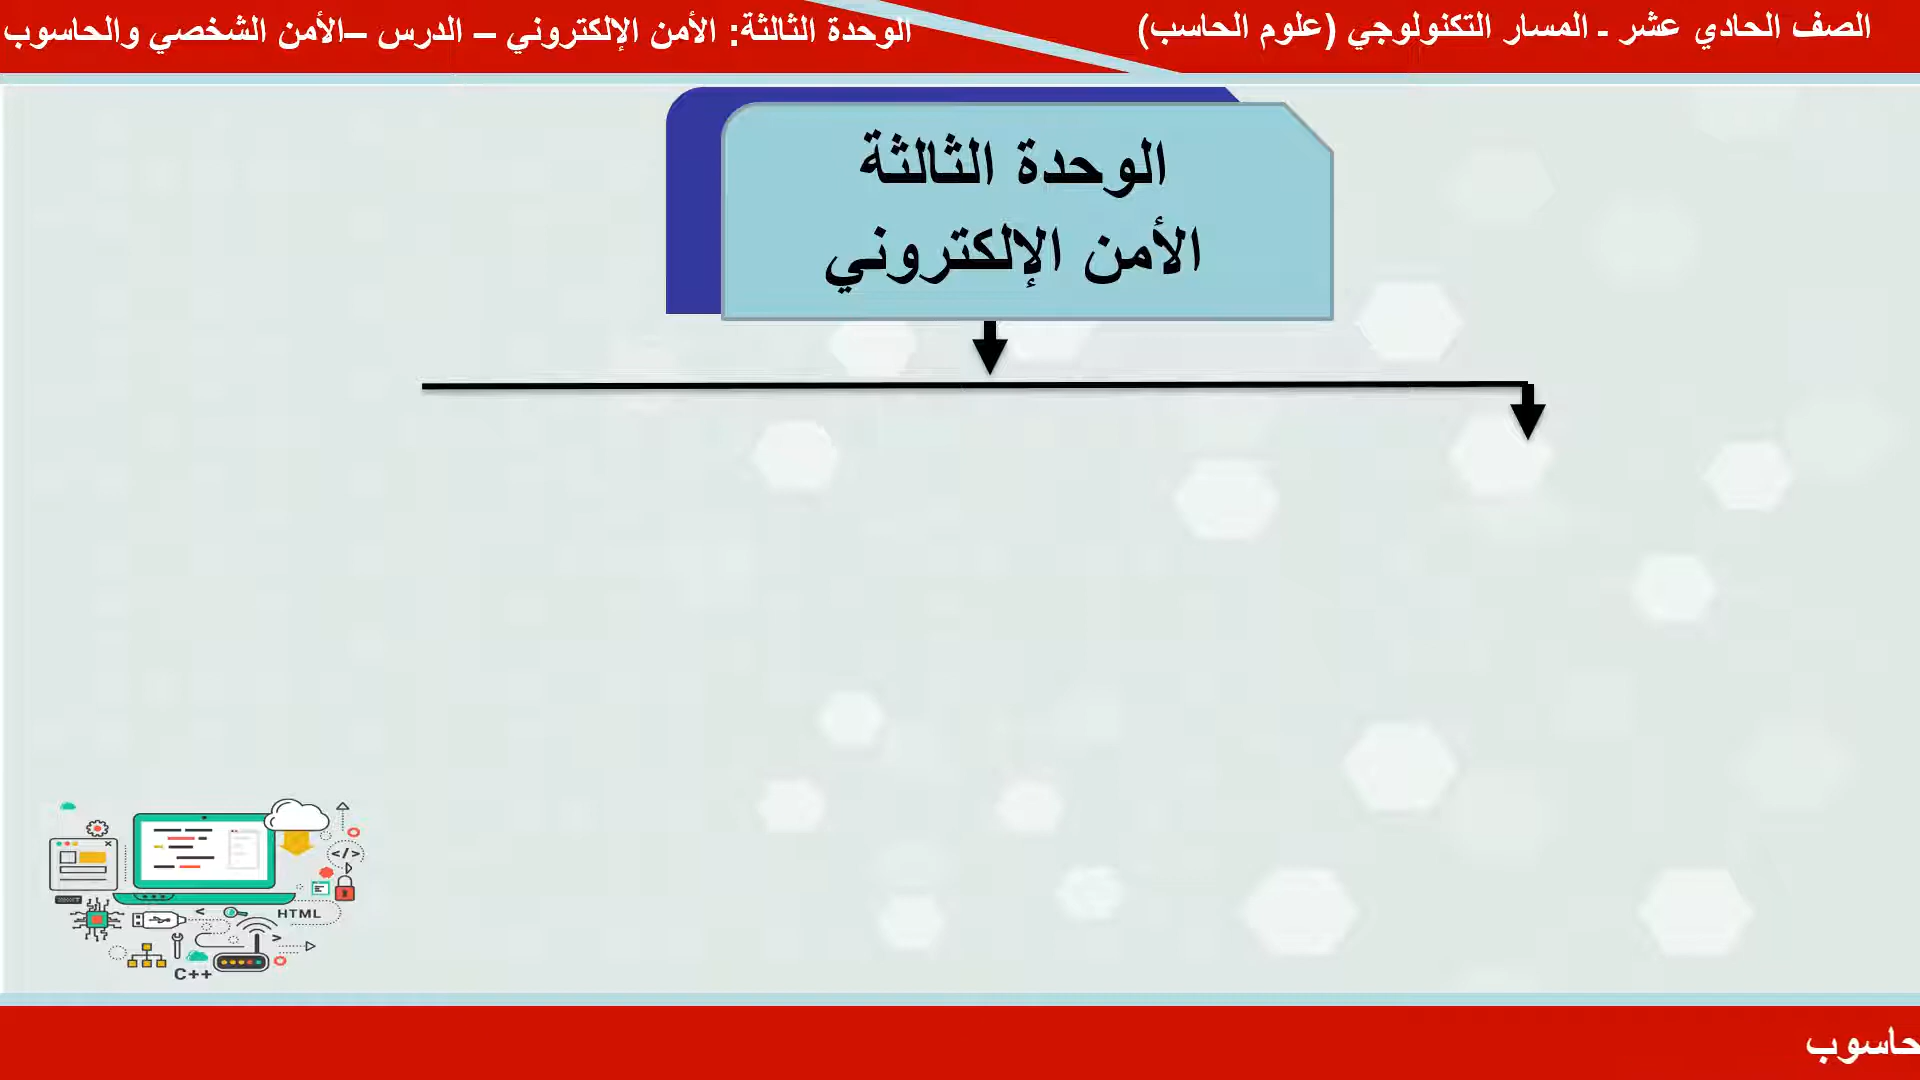 الصف الحادي عشر - المسار التكنولوجي (علوم الحاسب)
الوحدة الثالثة: الأمن الإلكتروني – الدرس –الأمن الشخصي والحاسوب
الوحدة الثالثة
الأمن الإلكتروني
</>
HTML
C++
حاسوب